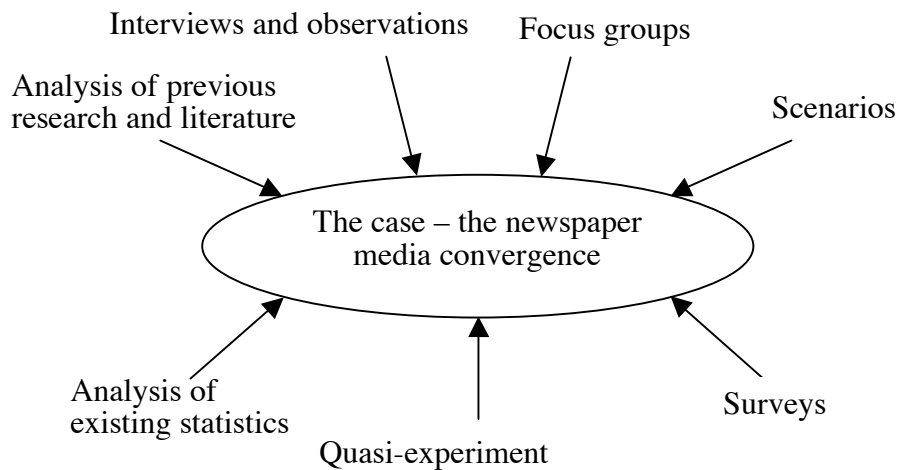 Interviews and observations
Focus groups
Analysis of previous
research and literature
Scenarios
The case – the newspaper
media convergence
Analysis of
existing statistics
Surveys
Quasi-experiment